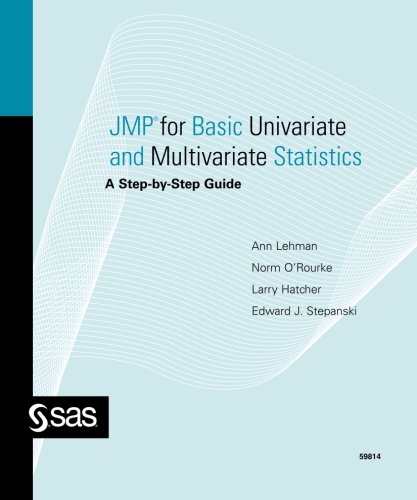 JMP® for Basic Univariate
and Multivariate Statistics
A Step-by-Step Guide
Ann Lehman
Norm O'Rourke
Larry Hatcher
Edward J. Stepanski
sas
59814